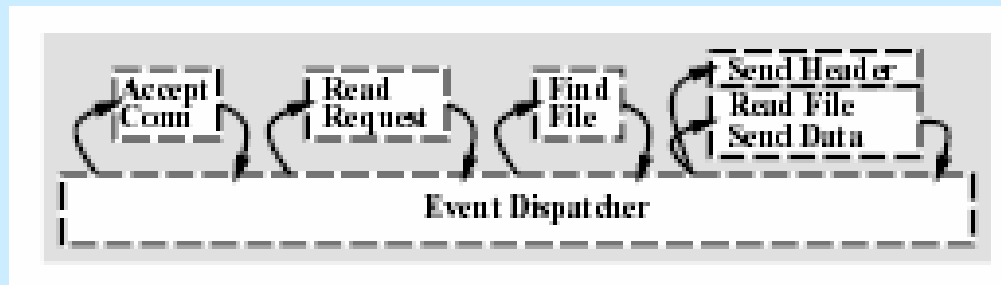 Accept
Conn
Read
Request
Find
File
Send Header
Read File
Send Data
Event Dispatcher